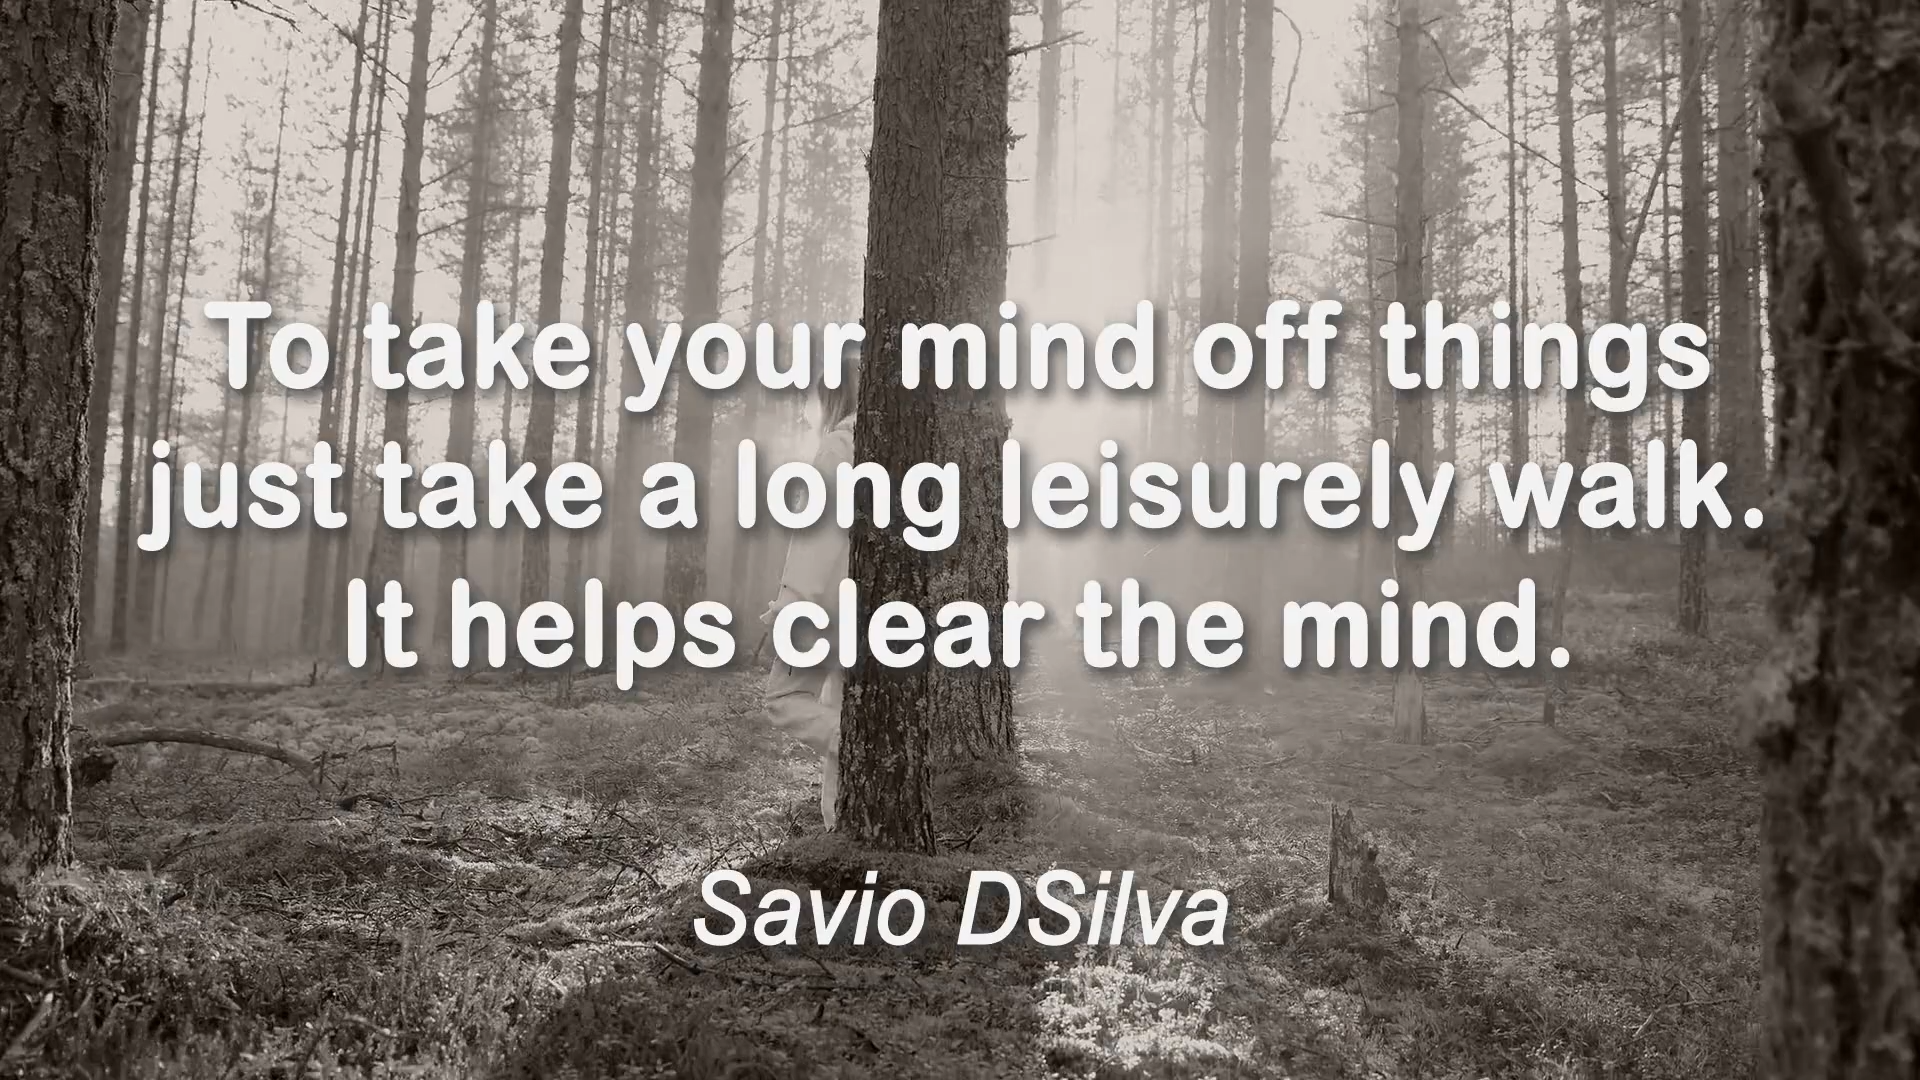 To take your mind off things
just take a long leisurely walk.
It helps clear the mind.
Savio DSilva